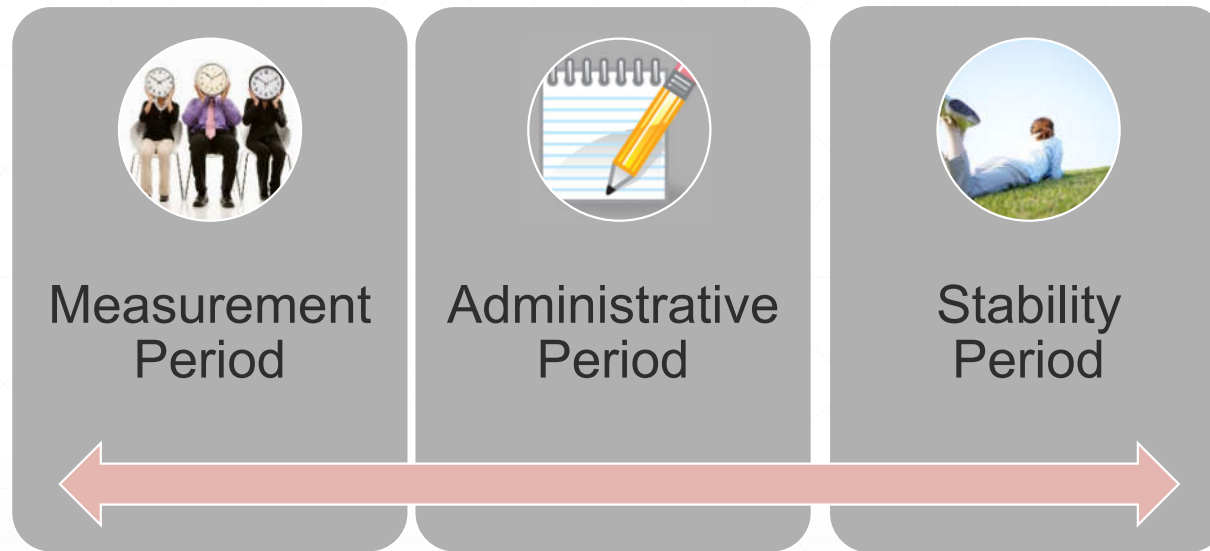 Measurement
Period
Administrative
Period
Stability
Period